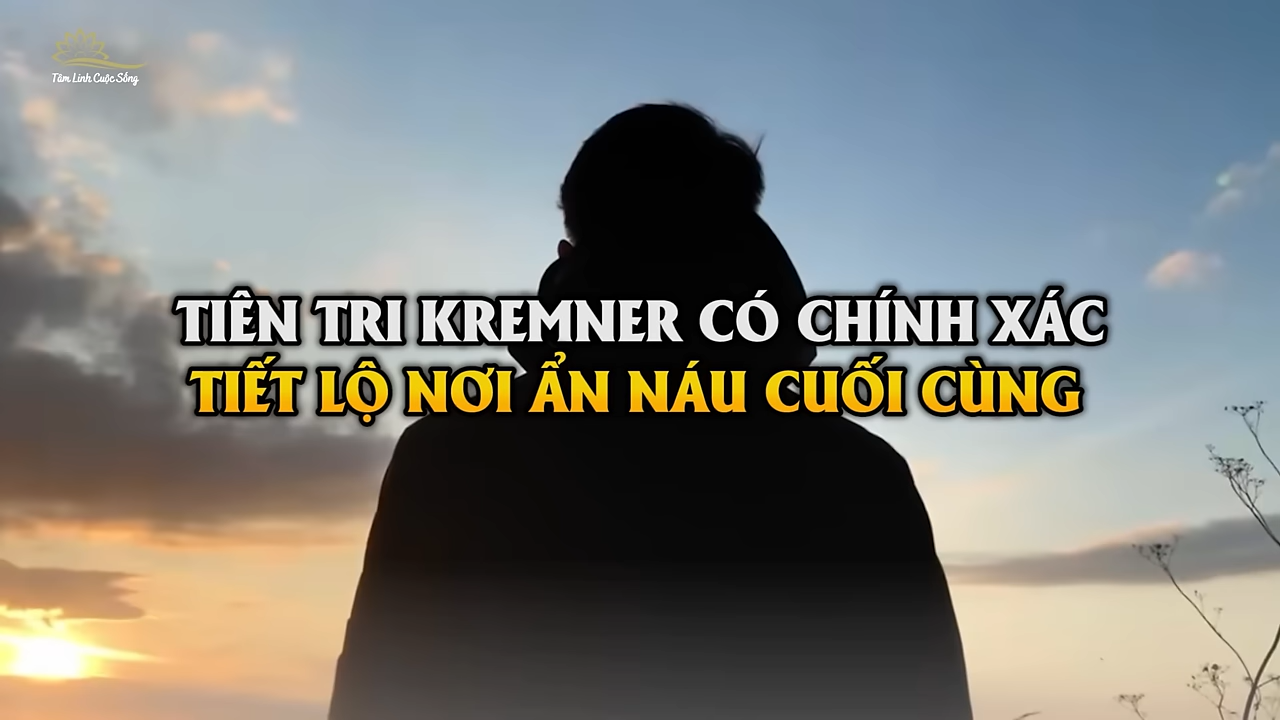 Tâm Linh Cuộc Sống
TIÊN TRI KREMNER CÓ CHÍNH XÁC
TIẾT LỘ NƠI ẨN NÁU CUỐI CÙNG